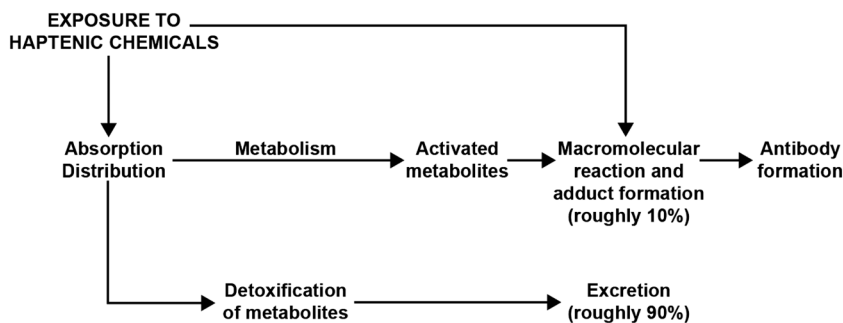 EXPOSURE TO
HAPTENIC CHEMICALS
Absorption
Distribution
Metabolism
Activated
metabolites
Macromolecular
reaction and
adduct formation
(roughly 10%)
Antibody
formation
Detoxification
of metabolites
Excretion
(roughly 90%)